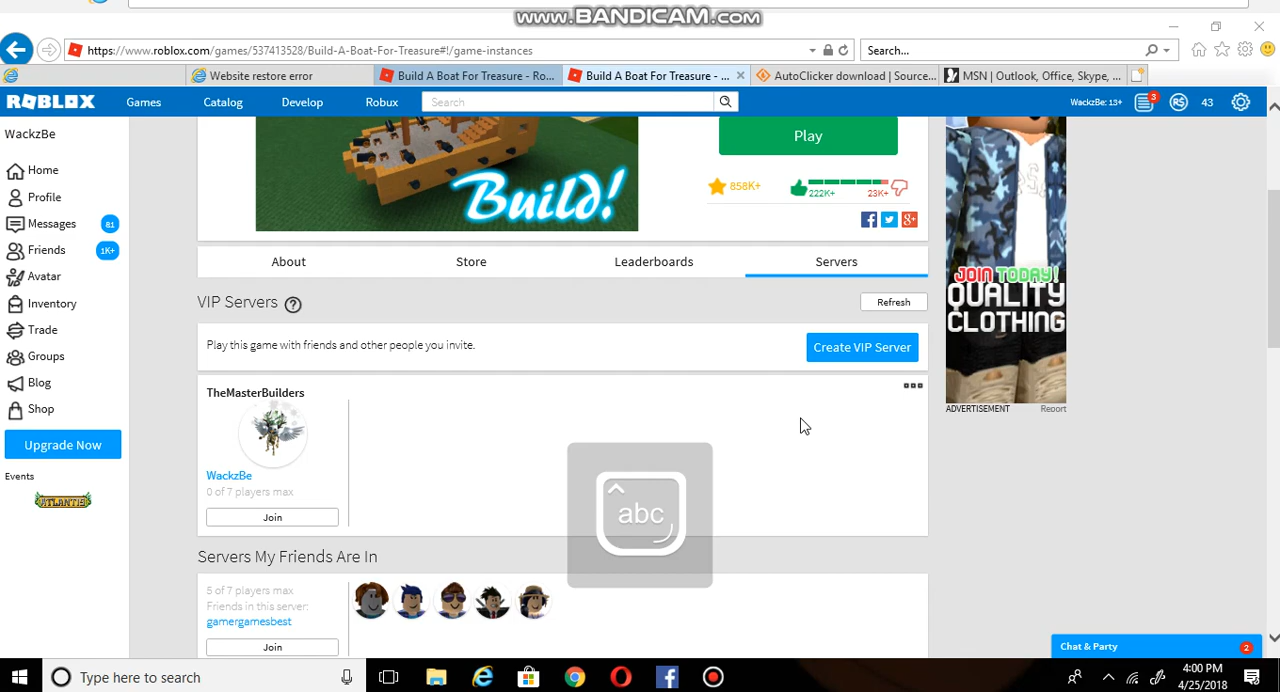 www.BANDICAM.com
https://www.roblox.com/games/537413528/Build-A-Boat-For-Treasure#!/game-instances
Search...
Website restore error
Build A Boat For Treasure - Ro...
Build A Boat For Treasure - ...
AutoClicker download | Source...
MSN | Outlook, Office, Skype, ...
ROBLOX
Games
Catalog
Develop
Robux
Search
WackzBe: 13+
3
R$
43
WackzBe
Home
Profile
Messages
81
Friends
1K+
Avatar
Inventory
Trade
Groups
Blog
Shop
Upgrade Now
Events
ATLANTIS
Build!
Play
858K+
222K+
23K+
About
Store
Leaderboards
Servers
VIP Servers ?
Refresh
Play this game with friends and other people you invite.
Create VIP Server
TheMasterBuilders
WackzBe
0 of 7 players max
Join
abc
Servers My Friends Are In
5 of 7 players max
Friends in this server:
gamergamesbest
Join
JOIN TODAY!
QUALITY
CLOTHING
ADVERTISEMENT
Report
Chat & Party
2
Type here to search
4:00 PM
4/25/2018